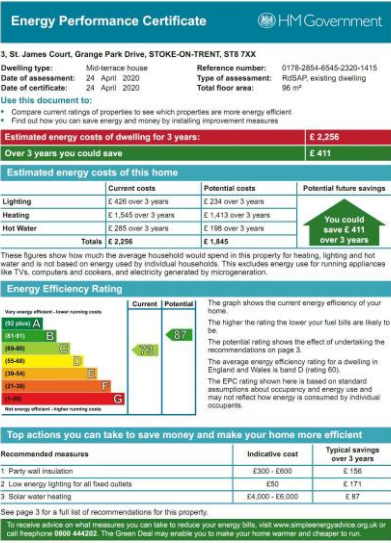 Energy Performance Certificate
HM Government
3, St. James Court, Grange Park Drive, STOKE-ON-TRENT, ST8 7XX
Dwelling type: Mid-terrace house Reference number: 0178-2854-6545-2320-1415
Date of assessment: 24 April 2020 Type of assessment: RdSAP, existing dwelling
Date of certificate: 24 April 2020 Total floor area: 96 m²
Use this document to:
• Compare current ratings of properties to see which properties are more energy efficient
• Find out how you can save energy and money by installing improvement measures
Estimated energy costs of dwelling for 3 years: £ 2,256
Over 3 years you could save £ 411
Estimated energy costs of this home
Current costs Potential costs Potential future savings
Lighting £ 426 over 3 years £ 234 over 3 years
Heating £ 1,545 over 3 years £ 1,413 over 3 years
Hot Water £ 285 over 3 years £ 198 over 3 years
Totals £ 2,256 £ 1,845
You could
save £ 411
over 3 years
These figures show how much the average household would spend in this property for heating, lighting and hot
water and is not based on energy used by individual households. This excludes energy use for running appliances
like TVs, computers and cookers, and electricity generated by microgeneration.
Energy Efficiency Rating
Current Potential
Very energy efficient - lower running costs
(92 plus) A
(81-91) B
(69-80) C
(55-68) D
(39-54) E
(21-38) F
(1-20) G
Not energy efficient - higher running costs
73
87
The graph shows the current energy efficiency of your
home.
The higher the rating the lower your fuel bills are likely to
be.
The potential rating shows the effect of undertaking the
recommendations on page 3.
The average energy efficiency rating for a dwelling in
England and Wales is band D (rating 60).
The EPC rating shown here is based on standard
assumptions about occupancy and energy use and
may not reflect how energy is consumed by individual
occupants.
Top actions you can take to save money and make your home more efficient
Recommended measures Indicative cost Typical savings
over 3 years
1 Party wall insulation £300 - £600 £ 156
2 Low energy lighting for all fixed outlets £50 £ 171
3 Solar water heating £4,000 - £6,000 £ 87
See page 3 for a full list of recommendations for this property.
To receive advice on what measures you can take to reduce your energy bills, visit www.simpleenergyadvice.org.uk or
call freephone 0800 444202. The Green Deal may enable you to make your home warmer and cheaper to run.